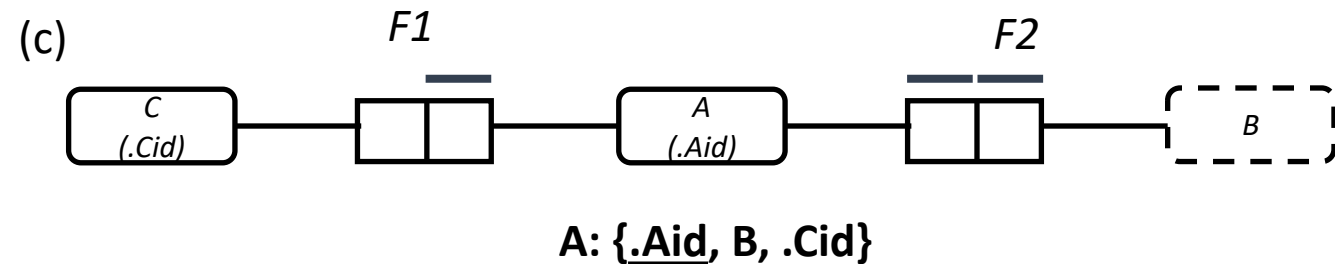 (c)
F1
F2
C
(.Cid)
A
(.Aid)
B
A: {.Aid, B, .Cid}